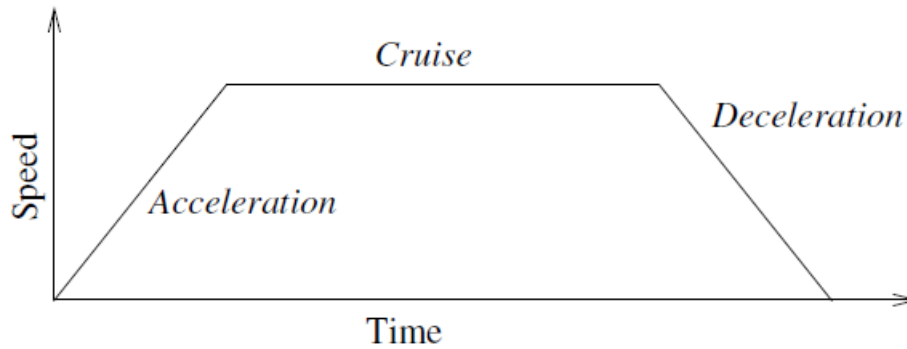 Cruise
Deceleration
Acceleration
Speed
Time